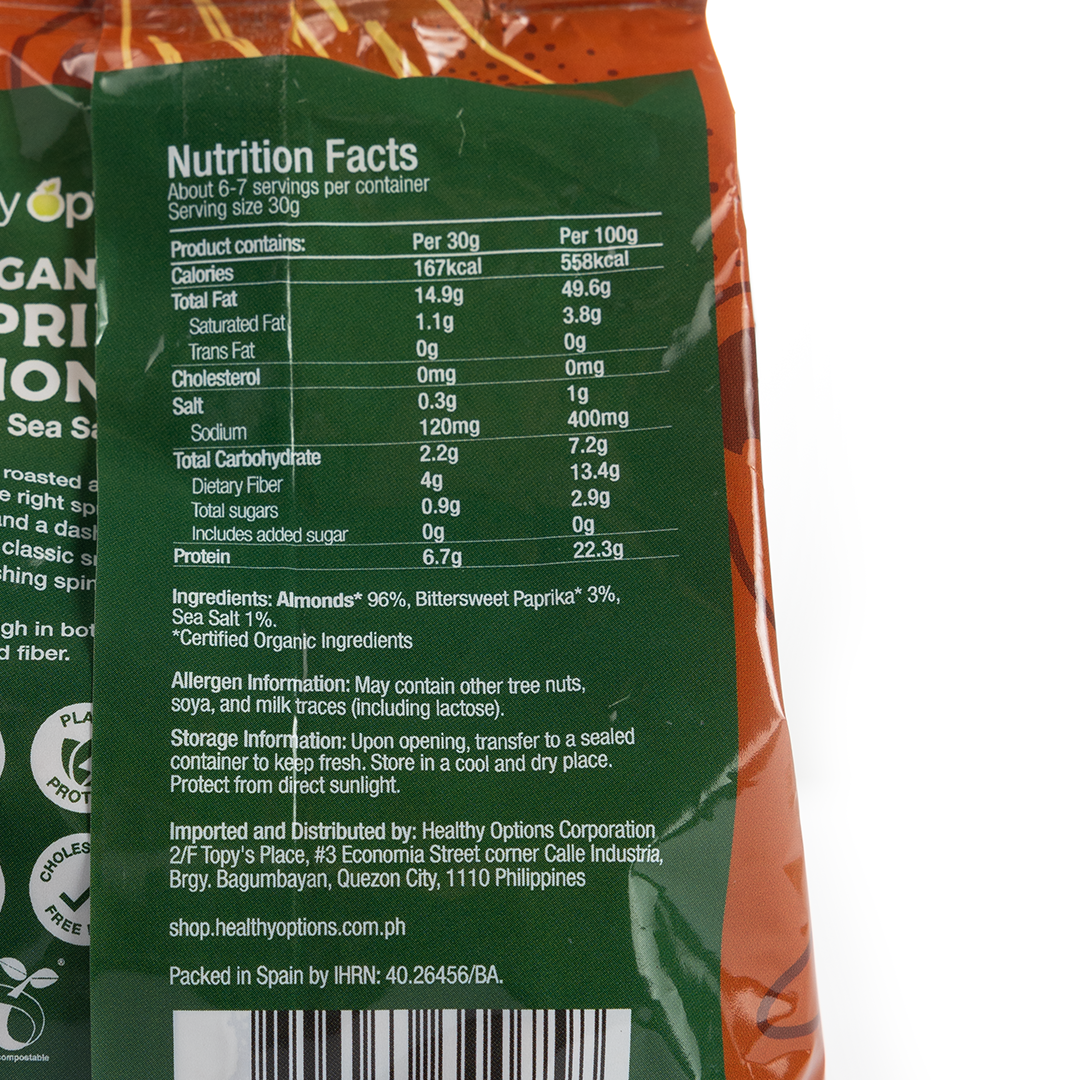 Nutrition Facts
About 6-7 servings per container
Serving size 30g
Product contains: Per 30g Per 100g
Calories 167kcal 558kcal
Total Fat 14.9g 49.6g
Saturated Fat 1.1g 3.8g
Trans Fat 0g 0g
Cholesterol 0mg 0mg
Salt 0.3g 1g
Sodium 120mg 400mg
Total Carbohydrate 2.2g 7.2g
Dietary Fiber 4g 13.4g
Total sugars 0.9g 2.9g
Includes added sugar 0g 0g
Protein 6.7g 22.3g
Ingredients: Almonds* 96%, Bittersweet Paprika* 3%,
Sea Salt 1%.
*Certified Organic Ingredients
Allergen Information: May contain other tree nuts,
soya, and milk traces (including lactose).
Storage Information: Upon opening, transfer to a sealed
container to keep fresh. Store in a cool and dry place.
Protect from direct sunlight.
Imported and Distributed by: Healthy Options Corporation
2/F Topy's Place, #3 Economia Street corner Calle Industria,
Brgy. Bagumbayan, Quezon City, 1110 Philippines
shop.healthyoptions.com.ph
Packed in Spain by IHRN: 40.26456/BA.
Sea
roasted
right
and a
classic
in
fiber.
FREE